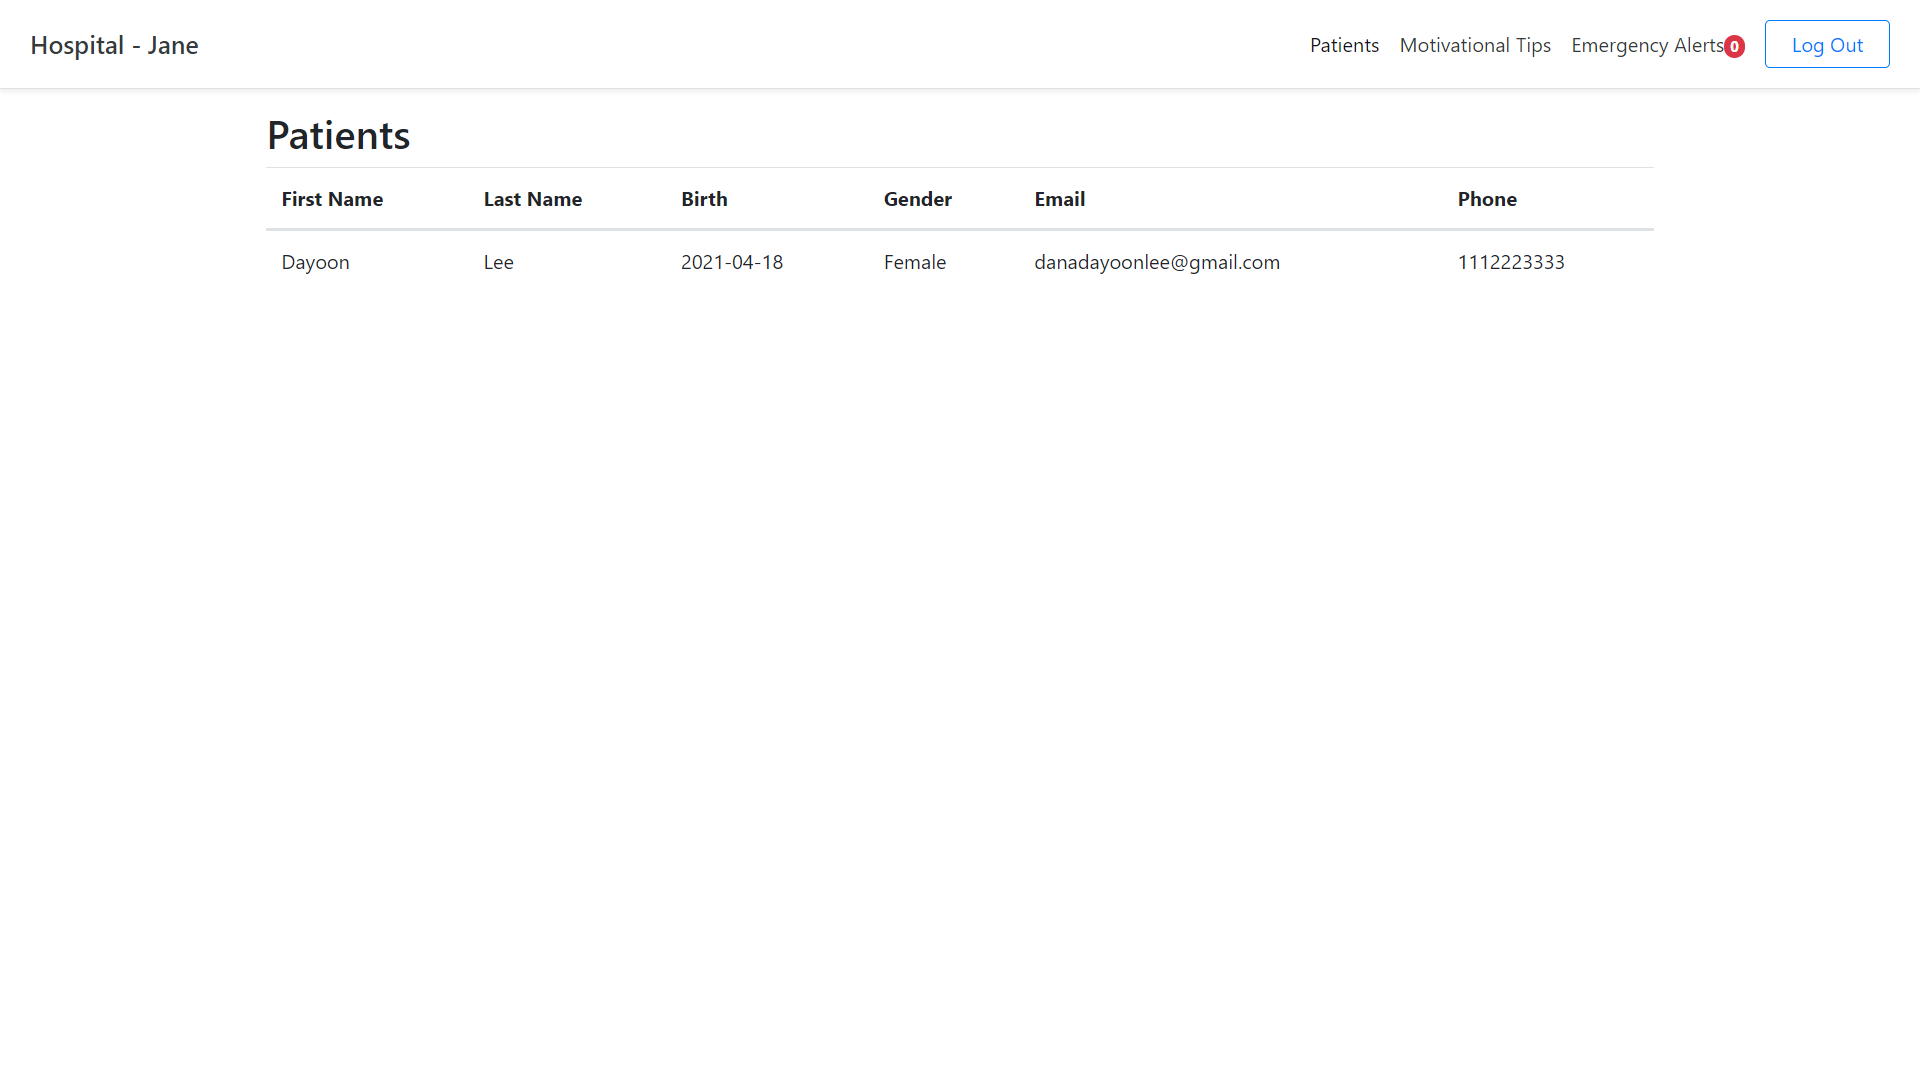 Hospital - Jane
Patients Motivational Tips Emergency Alerts 0 Log Out
Patients
First Name Last Name Birth Gender Email Phone
Dayoon Lee 2021-04-18 Female danadayoonlee@gmail.com 1112223333